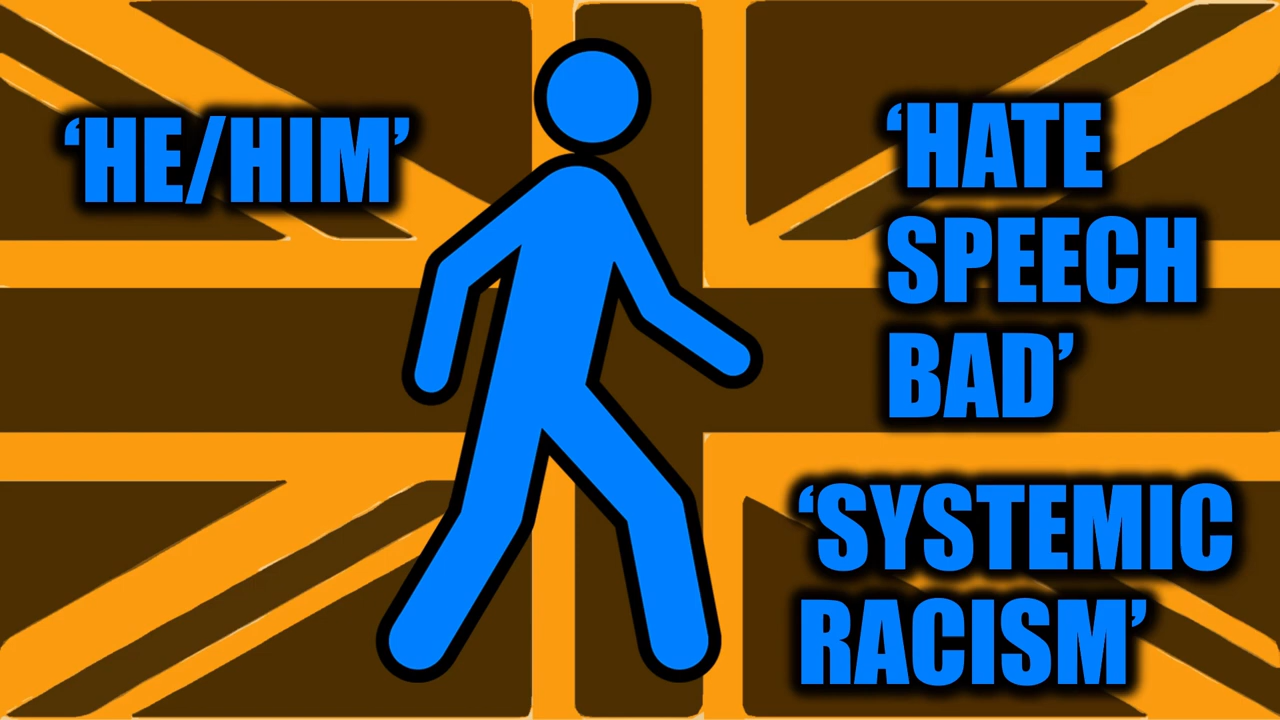 ‘HE/HIM’
‘HATE
SPEECH
BAD’
‘SYSTEMIC
RACISM’